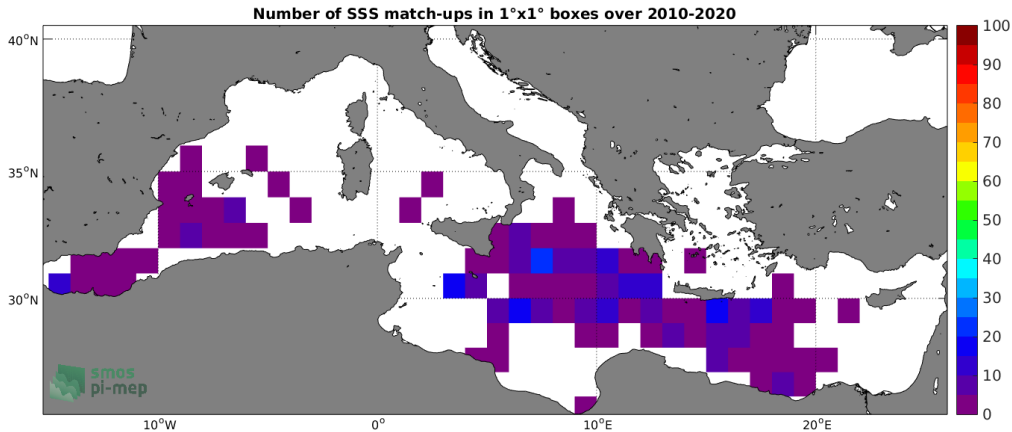 Number of SSS match-ups in 1°x1° boxes over 2010-2020
40°N
35°N
30°N
10°W
0°
10°E
20°E
100
90
80
70
60
50
40
30
20
10
0
smos
pi-mep